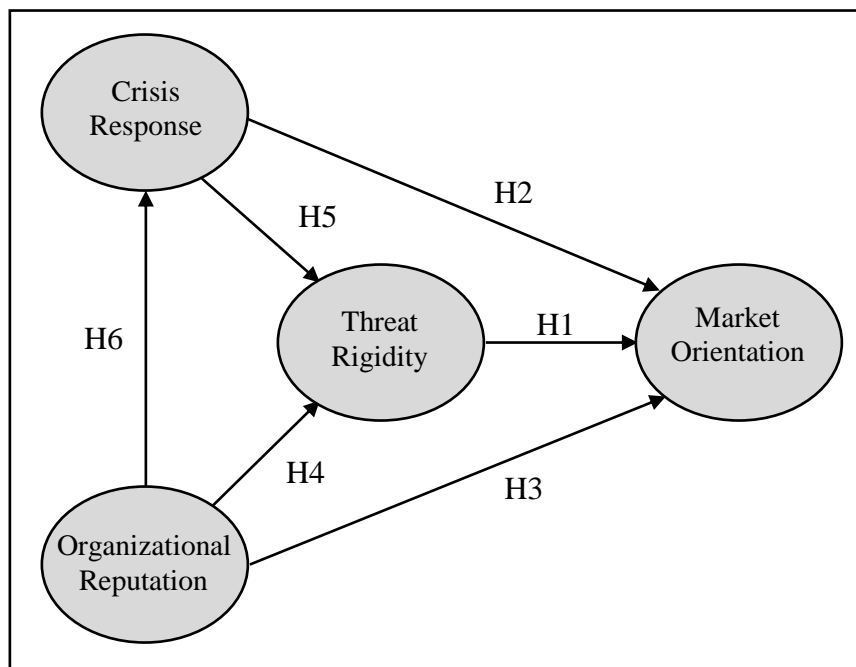 Crisis
Response
H2
H5
Threat
Rigidity
H1
Market
Orientation
H6
H4
H3
Organizational
Reputation